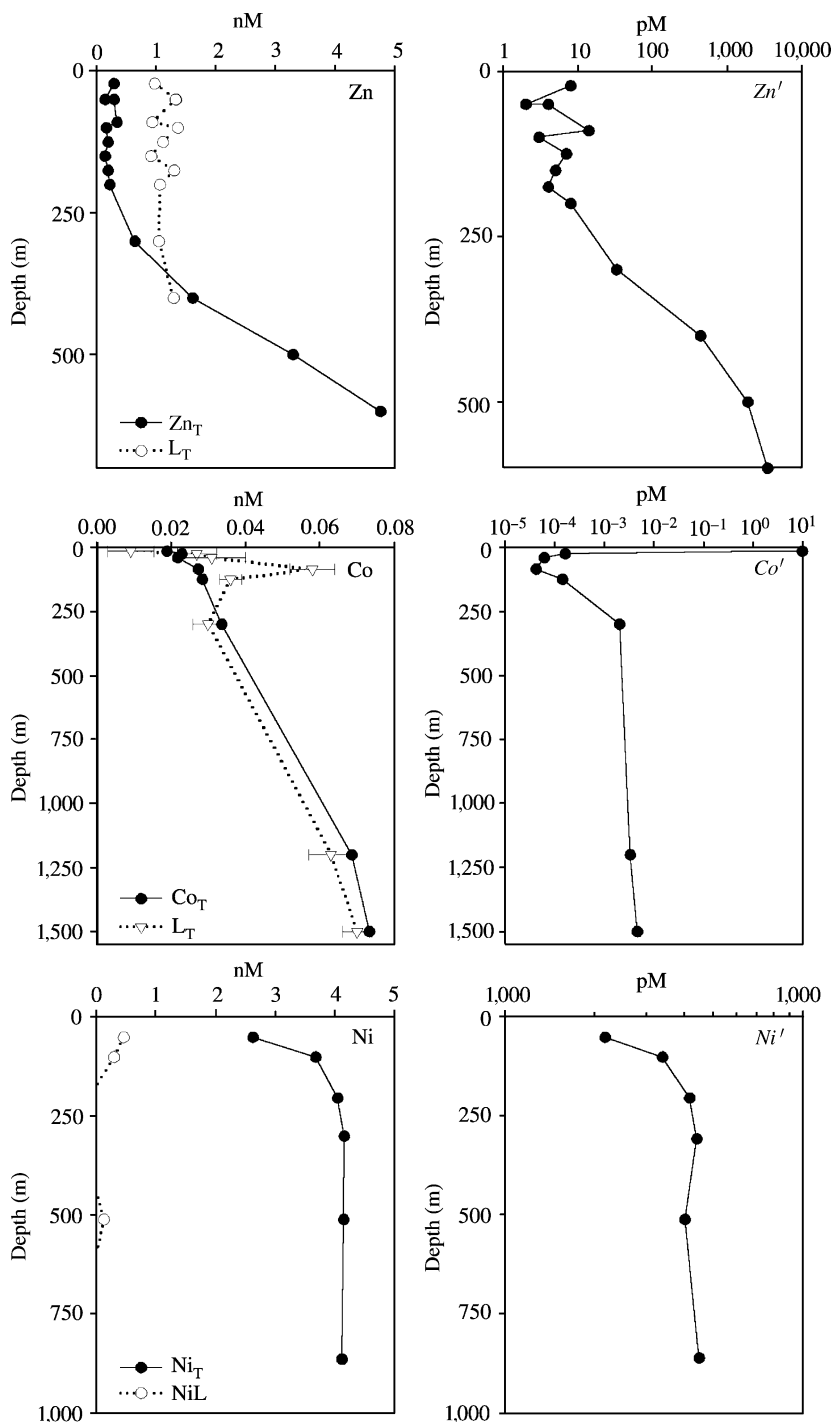 nM
0 1 2 3 4 5
0
250
500
Depth (m)
Zn
Zn_T
L_T
pM
1 10 100 1,000 10,000
0
250
500
Depth (m)
Zn′
nM
0.00 0.02 0.04 0.06 0.08
0
250
500
750
1,000
1,250
1,500
Depth (m)
Co
Co_T
L_T
pM
10⁻⁵ 10⁻⁴ 10⁻³ 10⁻² 10⁻¹ 10⁰ 10¹
0
250
500
750
1,000
1,250
1,500
Depth (m)
Co′
nM
0 1 2 3 4 5
0
250
500
750
1,000
Depth (m)
Ni
Ni_T
NiL
pM
1,000 1,000
0
250
500
750
1,000
Depth (m)
Ni′